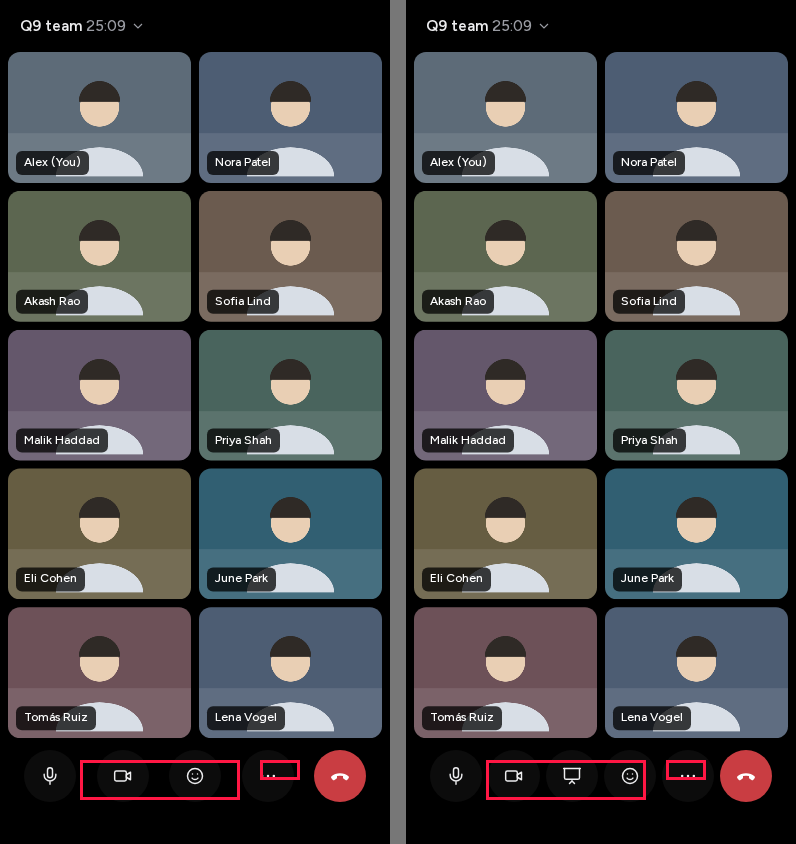 Q9 team 25:09
Alex (You)
Nora Patel
Akash Rao
Sofia Lind
Malik Haddad
Priya Shah
Eli Cohen
June Park
Tomás Ruiz
Lena Vogel
Q9 team 25:09
Alex (You)
Nora Patel
Akash Rao
Sofia Lind
Malik Haddad
Priya Shah
Eli Cohen
June Park
Tomás Ruiz
Lena Vogel